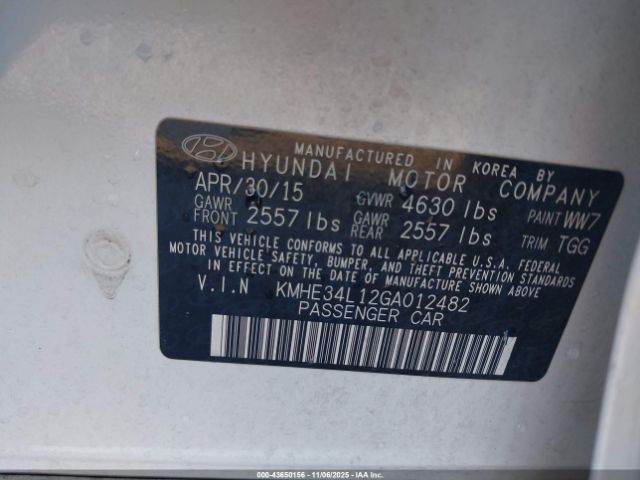 MANUFACTURED IN KOREA BY
HYUNDAI MOTOR COMPANY
APR/30/15 GVWR 4630 lbs PAINT WW7
GAWR FRONT 2557 lbs GAWR REAR 2557 lbs TRIM TGG
THIS VEHICLE CONFORMS TO ALL APPLICABLE U.S.A. FEDERAL
MOTOR VEHICLE SAFETY, BUMPER, AND THEFT PREVENTION
STANDARDS IN EFFECT ON THE DATE OF MANUFACTURE SHOWN ABOVE.
V.I.N KMHE34L12GA012482
PASSENGER CAR
000-43650156 - 11/06/2025 - IAA Inc.